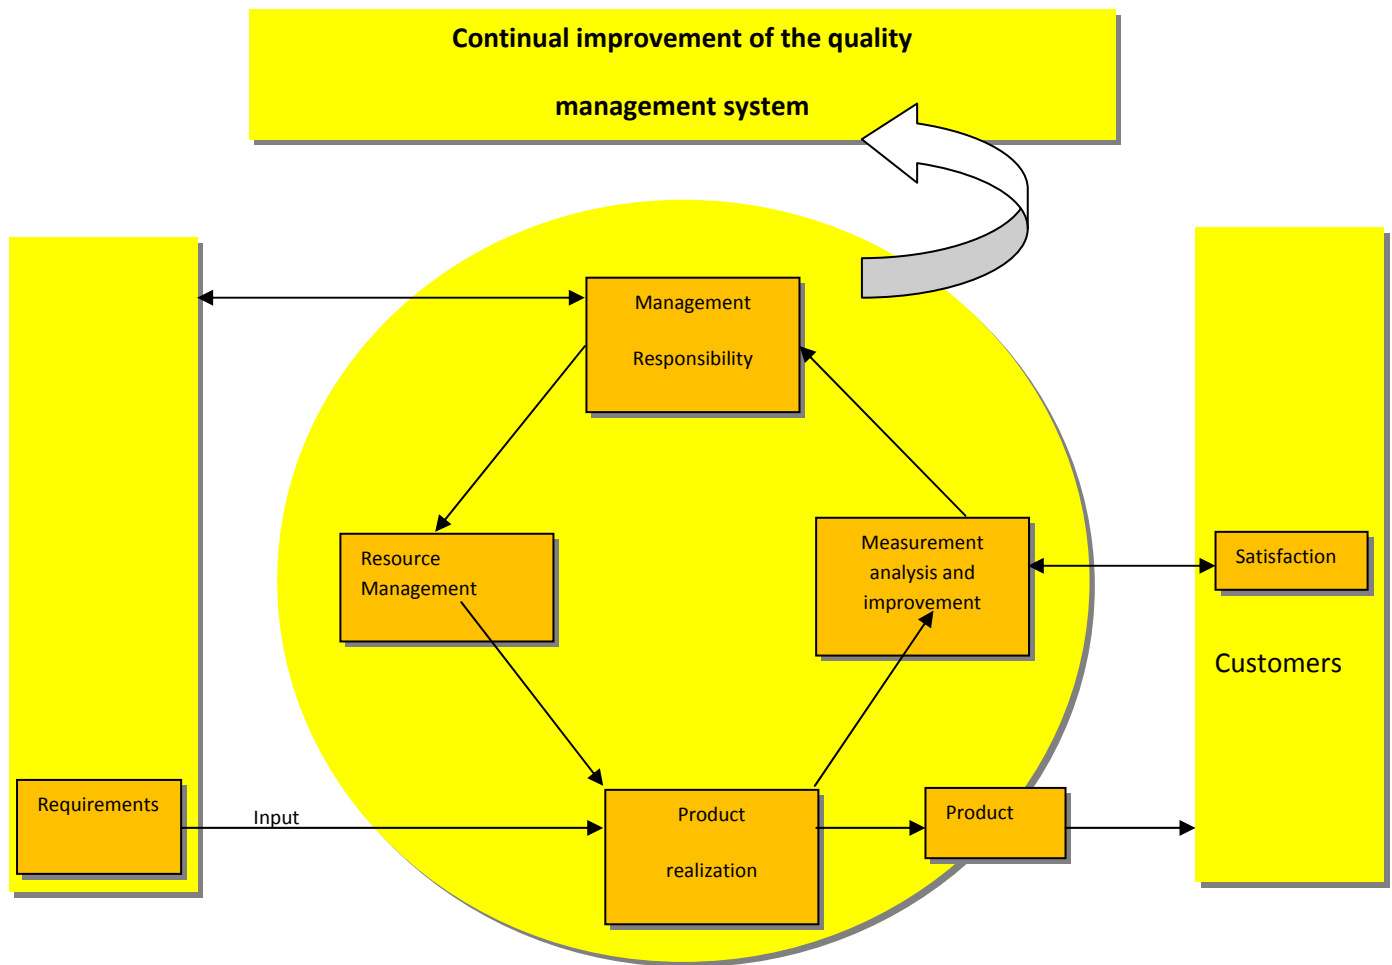 Continual improvement of the quality
management system
Management
Responsibility
Resource
Management
Measurement
analysis and
improvement
Satisfaction
Customers
Requirements
Input
Product
realization
Product